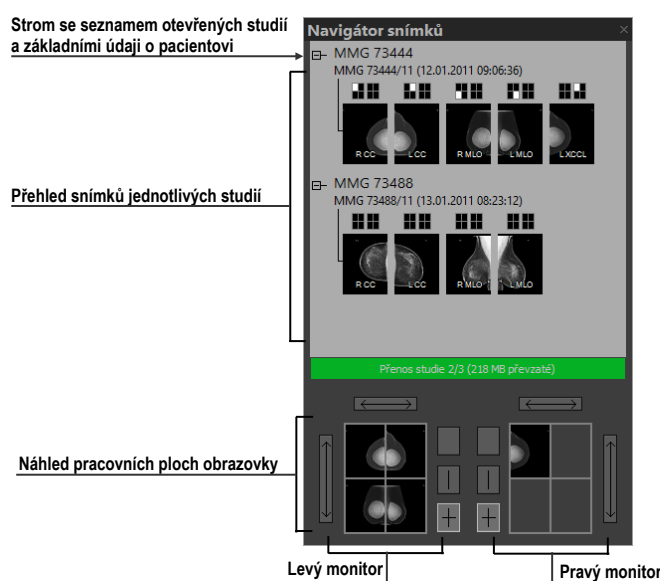 Strom se seznamem otevřených studií
a základními údaji o pacientovi
Navigátor snímků
MMG 73444
MMG 73444/11 (12.01.2011 09:06:36)
R CC L CC R MLO L MLO L XCCL
Přehled snímků jednotlivých studií
MMG 73488
MMG 73488/11 (13.01.2011 08:23:12)
R CC L CC R MLO L MLO
Přenos studie 2/3 (218 MB převzaté)
Náhled pracovních ploch obrazovky
Levý monitor
Pravý monitor